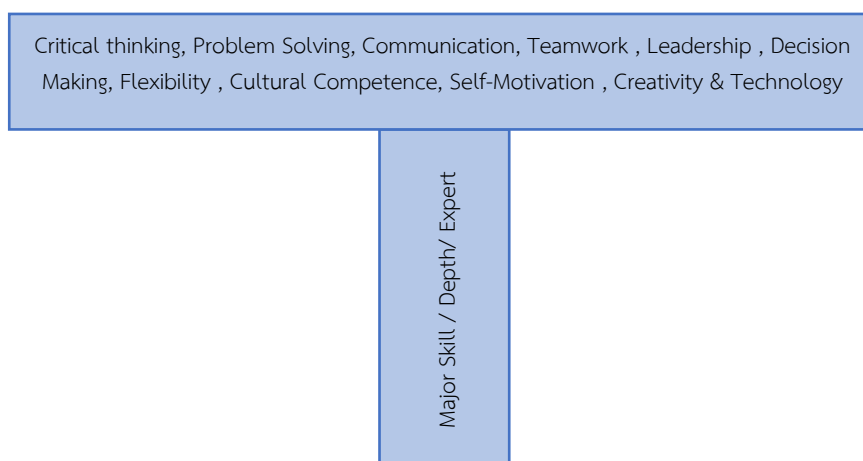 Critical thinking, Problem Solving, Communication, Teamwork , Leadership , Decision
Making, Flexibility , Cultural Competence, Self-Motivation , Creativity & Technology
Major Skill / Depth/ Expert